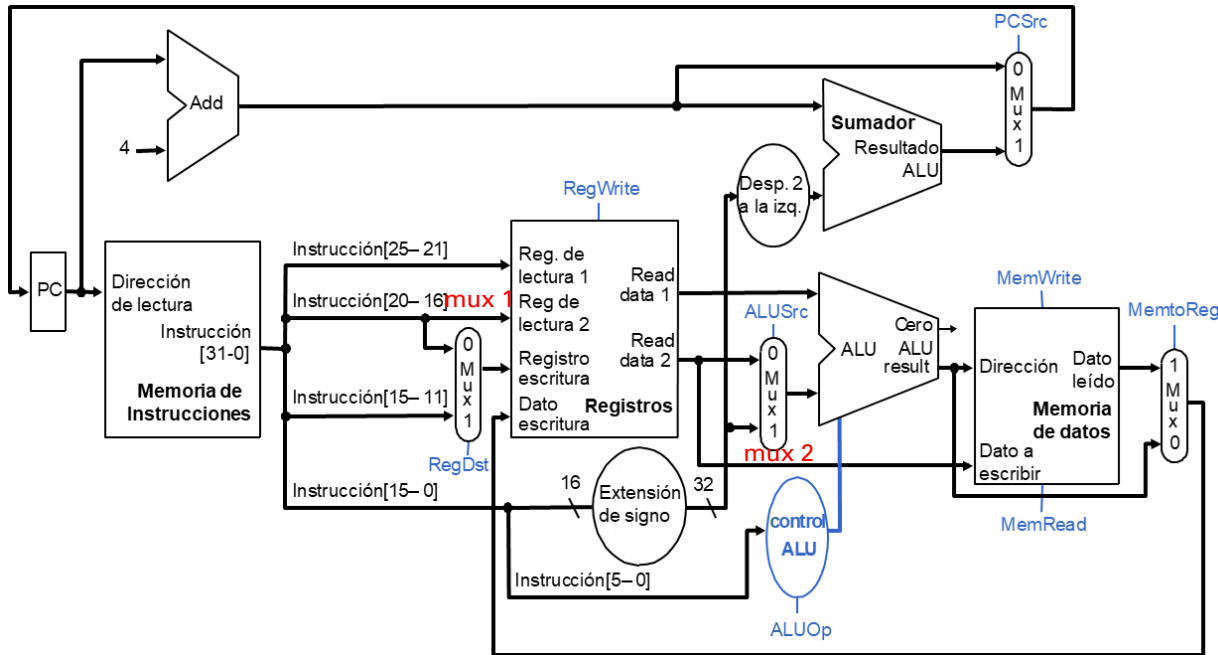 PCSrc
0
M
u
x
1
Add
4
Sumador
Resultado
ALU
Desp. 2
a la izq.
RegWrite
PC
Dirección
de lectura
Instrucción
[31-0]
Memoria de
Instrucciones
Instrucción[25– 21]
Instrucción[20– 16]
mux 1
Instrucción[15– 11]
Instrucción[15– 0]
0
M
u
x
1
RegDst
Reg. de
lectura 1
Reg de
lectura 2
Registro
escritura
Dato
escritura
Read
data 1
Read
data 2
Registros
ALUSrc
0
M
u
x
1
mux 2
Cero
ALU
ALU
result
MemWrite
Dirección
Dato
leído
Memoria
de datos
Dato a
escribir
MemRead
MemtoReg
1
M
u
x
0
16
Extensión
de signo
32
control
ALU
Instrucción[5– 0]
ALUOp